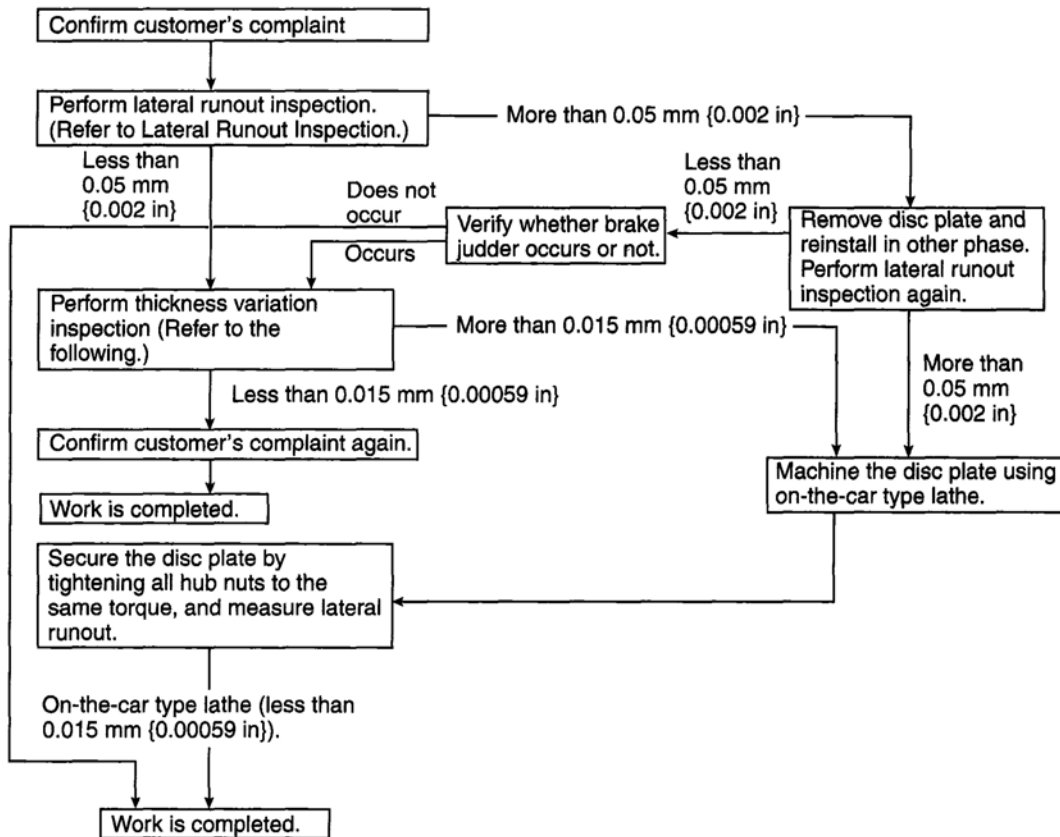 Confirm customer's complaint
Perform lateral runout inspection.
(Refer to Lateral Runout Inspection.)
More than 0.05 mm {0.002 in}
Less than
0.05 mm
{0.002 in}
Does not
occur
Less than
0.05 mm
{0.002 in}
Verify whether brake
judder occurs or not.
Occurs
Remove disc plate and
reinstall in other phase.
Perform lateral runout
inspection again.
Perform thickness variation
inspection (Refer to the
following.)
More than 0.015 mm {0.00059 in}
More than
0.05 mm
{0.002 in}
Less than 0.015 mm {0.00059 in}
Confirm customer's complaint again.
Machine the disc plate using
on-the-car type lathe.
Work is completed.
Secure the disc plate by
tightening all hub nuts to the
same torque, and measure lateral
runout.
On-the-car type lathe (less than
0.015 mm {0.00059 in}).
Work is completed.